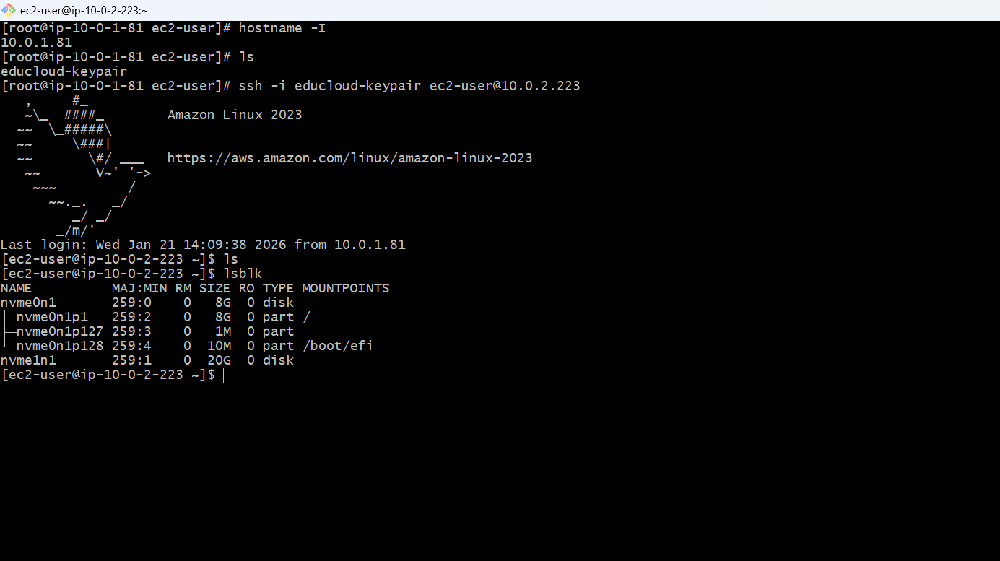 ec2-user@ip-10-0-2-223:~
[root@ip-10-0-1-81 ec2-user]# hostname -I
10.0.1.81
[root@ip-10-0-1-81 ec2-user]# ls
educloud-keypair
[root@ip-10-0-1-81 ec2-user]# ssh -i educloud-keypair ec2-user@10.0.2.223
   ,     #_
   ~\_  ####_        Amazon Linux 2023
  ~~  \_#####\
  ~~     \###|
  ~~       \#/ ___   https://aws.amazon.com/linux/amazon-linux-2023
   ~~       V~' '->
    ~~~         /
      ~~._.   _/
         _/ _/
       _/m/'
Last login: Wed Jan 21 14:09:38 2026 from 10.0.1.81
[ec2-user@ip-10-0-2-223 ~]$ ls
[ec2-user@ip-10-0-2-223 ~]$ lsblk
NAME          MAJ:MIN RM SIZE RO TYPE MOUNTPOINTS
nvme0n1       259:0    0   8G  0 disk
├─nvme0n1p1   259:2    0   8G  0 part /
├─nvme0n1p127 259:3    0   1M  0 part
└─nvme0n1p128 259:4    0  10M  0 part /boot/efi
nvme1n1       259:1    0  20G  0 disk
[ec2-user@ip-10-0-2-223 ~]$